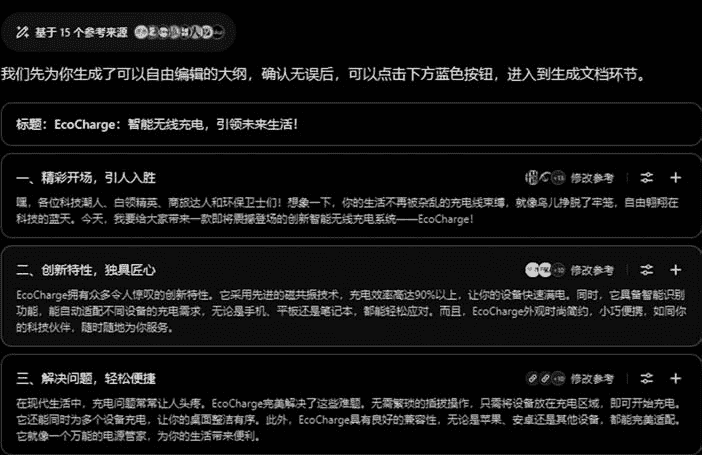 基于 15 个参考来源
我们先为你生成了可以自由编辑的大纲，确认无误后，可以点击下方蓝色按钮，进入到生成文档环节。
标题：EcoCharge：智能无线充电，引领未来生活！
一、精彩开场，引人入胜
+13 修改参考
嘿，各位科技潮人、白领精英、商旅达人和环保卫士们！想象一下，你的生活不再被杂乱的充电线束缚，就像鸟儿挣脱了牢笼，自由翱翔在
科技的蓝天。今天，我要给大家带来一款即将震撼登场的创新智能无线充电系统——EcoCharge！
二、创新特性，独具匠心
+10 修改参考
EcoCharge拥有众多令人惊叹的创新特性。它采用先进的磁共振技术，充电效率高达90%以上，让你的设备快速满电。同时，它具备智能识别
功能，能自动适配不同设备的充电需求，无论是手机、平板还是笔记本，都能轻松应对。而且，EcoCharge外观时尚简约，小巧便携，如同你
的科技伙伴，随时随地为你服务。
三、解决问题，轻松便捷
+10 修改参考
在现代生活中，充电问题常常让人头疼。EcoCharge完美解决了这些难题。无需繁琐的插拔操作，只需将设备放在充电区域，即可开始充电。
它还能同时为多个设备充电，让你的桌面整洁有序。此外，EcoCharge具有良好的兼容性，无论是苹果、安卓还是其他设备，都能完美适配。
它就像一个万能的电源管家，为你的生活带来便利。